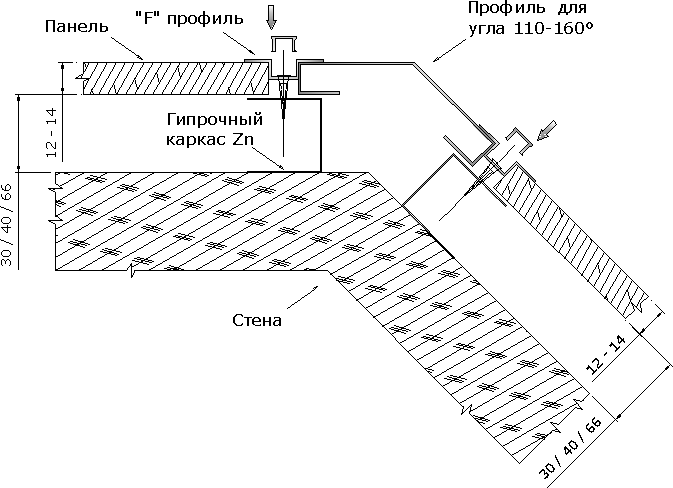 Панель
"F" профиль
Профиль для
угла 110-160°
Гипрочный
каркас Zn
12 - 14
30 / 40 / 66
Стена
12 - 14
30 / 40 / 66